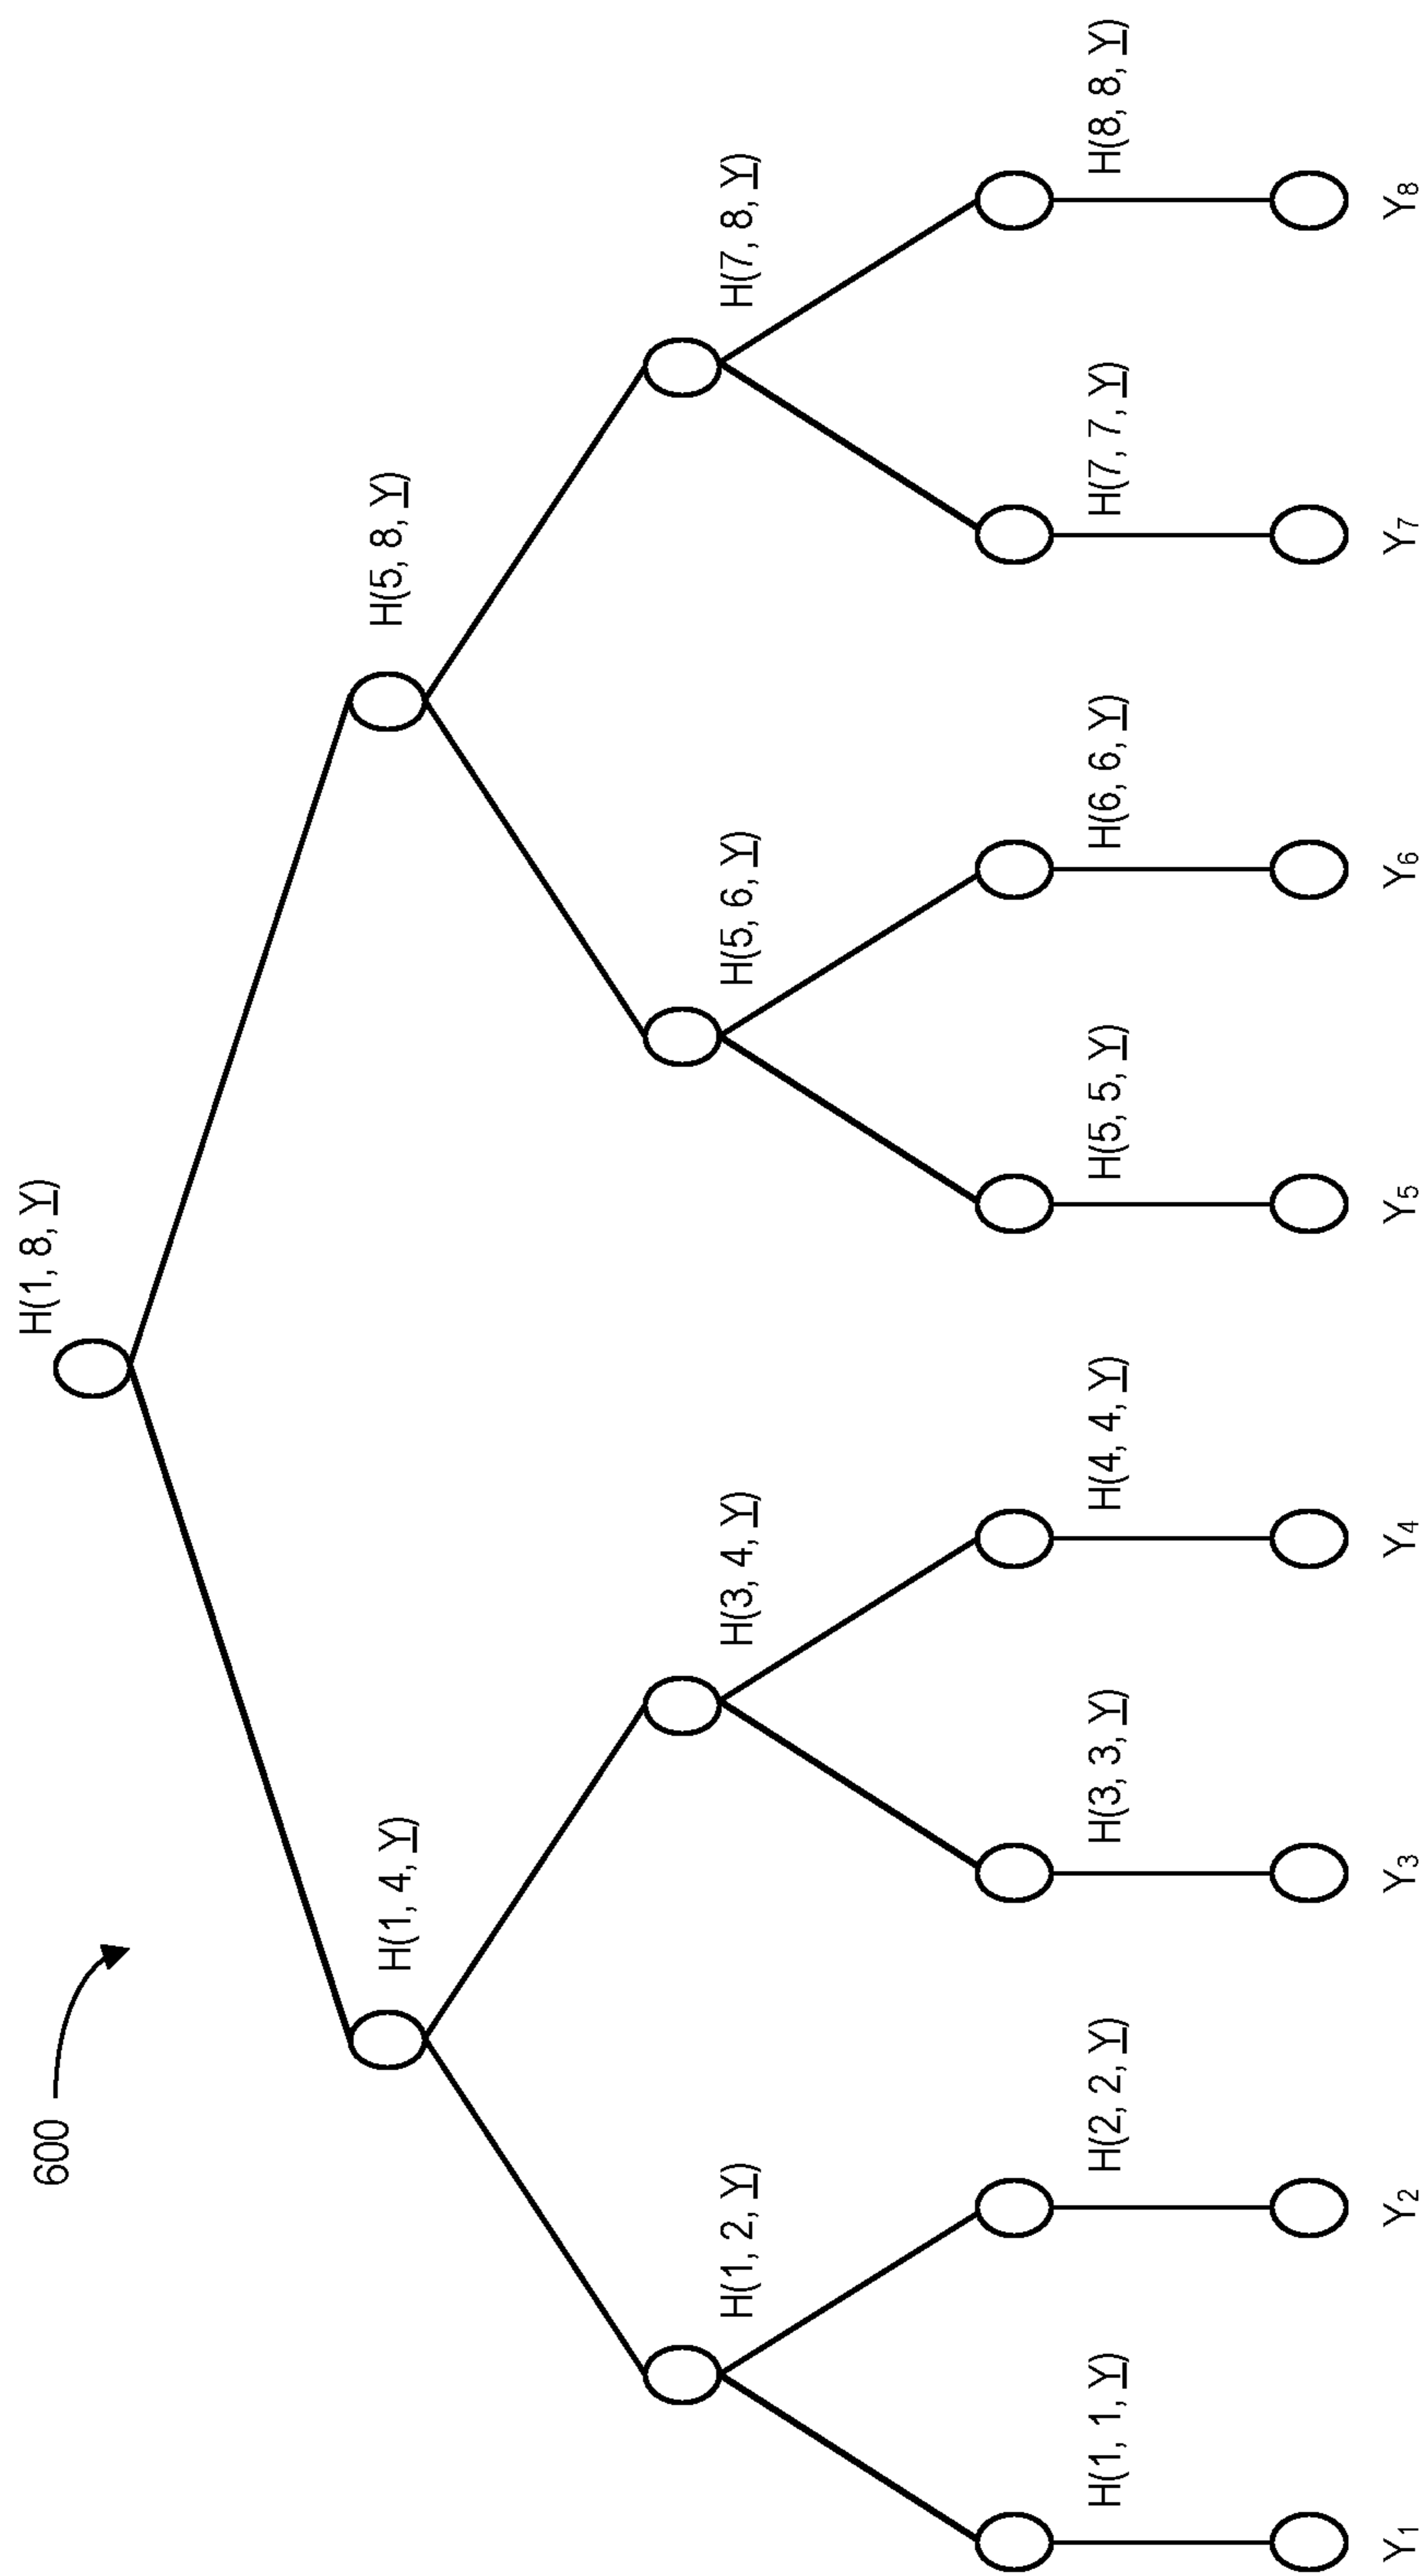 600
H(1, 8, Y)
H(1, 4, Y)
H(5, 8, Y)
H(1, 2, Y)
H(3, 4, Y)
H(5, 6, Y)
H(7, 8, Y)
H(1, 1, Y)
H(2, 2, Y)
H(3, 3, Y)
H(4, 4, Y)
H(5, 5, Y)
H(6, 6, Y)
H(7, 7, Y)
H(8, 8, Y)
Y1
Y2
Y3
Y4
Y5
Y6
Y7
Y8